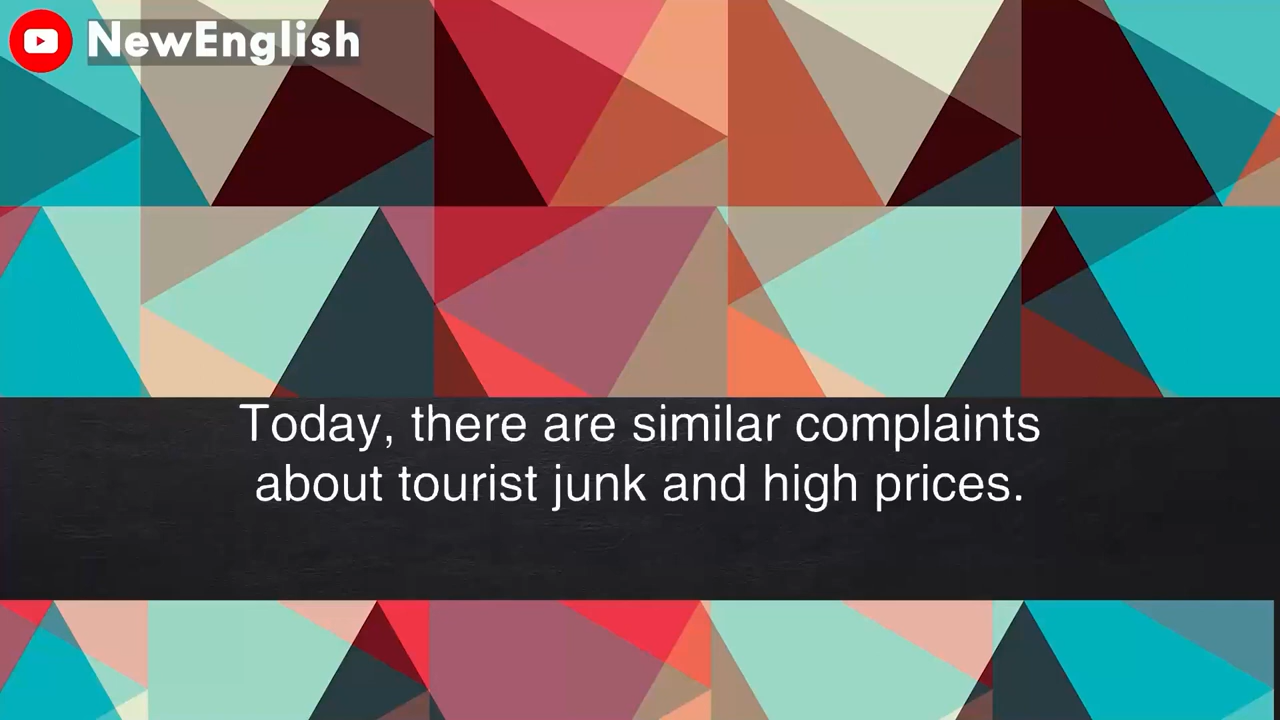 NewEnglish
Today, there are similar complaints
about tourist junk and high prices.